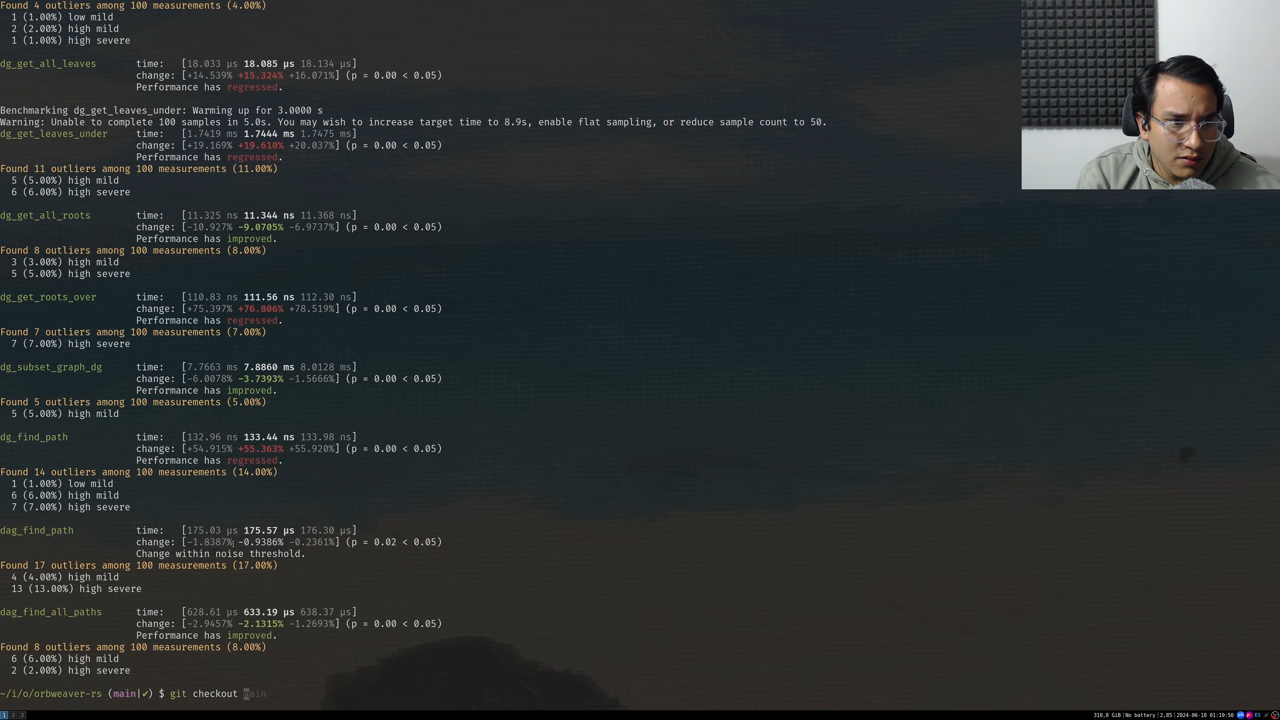 Found 4 outliers among 100 measurements (4.00%)
1 (1.00%) low mild
2 (2.00%) high mild
1 (1.00%) high severe
dg_get_all_leaves time: [18.033 µs 18.085 µs 18.134 µs]
change: [+14.539% +15.324% +16.071%] (p = 0.00 < 0.05)
Performance has regressed.
Benchmarking dg_get_leaves_under: Warming up for 3.0000 s
Warning: Unable to complete 100 samples in 5.0s. You may wish to increase target time to 8.9s, enable flat sampling, or reduce sample count to 50.
dg_get_leaves_under time: [1.7419 ms 1.7444 ms 1.7475 ms]
change: [+19.169% +19.610% +20.037%] (p = 0.00 < 0.05)
Performance has regressed.
Found 11 outliers among 100 measurements (11.00%)
5 (5.00%) high mild
6 (6.00%) high severe
dg_get_all_roots time: [11.325 ns 11.344 ns 11.368 ns]
change: [-10.927% -9.0705% -6.9737%] (p = 0.00 < 0.05)
Performance has improved.
Found 8 outliers among 100 measurements (8.00%)
3 (3.00%) high mild
5 (5.00%) high severe
dg_get_roots_over time: [110.83 ns 111.56 ns 112.30 ns]
change: [+75.397% +76.806% +78.519%] (p = 0.00 < 0.05)
Performance has regressed.
Found 7 outliers among 100 measurements (7.00%)
7 (7.00%) high mild
dg_subset_graph_dg time: [7.7663 ms 7.8860 ms 8.0128 ms]
change: [-6.0078% -3.7393% -1.5666%] (p = 0.00 < 0.05)
Performance has improved.
Found 5 outliers among 100 measurements (5.00%)
5 (5.00%) high mild
dg_find_path time: [132.96 ns 133.44 ns 133.98 ns]
change: [+54.915% +55.363% +55.920%] (p = 0.00 < 0.05)
Performance has regressed.
Found 14 outliers among 100 measurements (14.00%)
1 (1.00%) low mild
6 (6.00%) high mild
7 (7.00%) high severe
dag_find_path time: [175.03 µs 175.57 µs 176.30 µs]
change: [-1.8387% -0.9386% -0.2361%] (p = 0.02 < 0.05)
Change within noise threshold.
Found 17 outliers among 100 measurements (17.00%)
4 (4.00%) high mild
13 (13.00%) high severe
dag_find_all_paths time: [628.61 µs 633.19 µs 638.37 µs]
change: [-2.9457% -2.1315% -1.2693%] (p = 0.00 < 0.05)
Performance has improved.
Found 8 outliers among 100 measurements (8.00%)
6 (6.00%) high mild
2 (2.00%) high severe
~/i/o/orbweaver-rs (main|✔) $ git checkout main
1 2 3 310,8 GiB|No battery|2,85|2024-06-18 01:19:50 ES